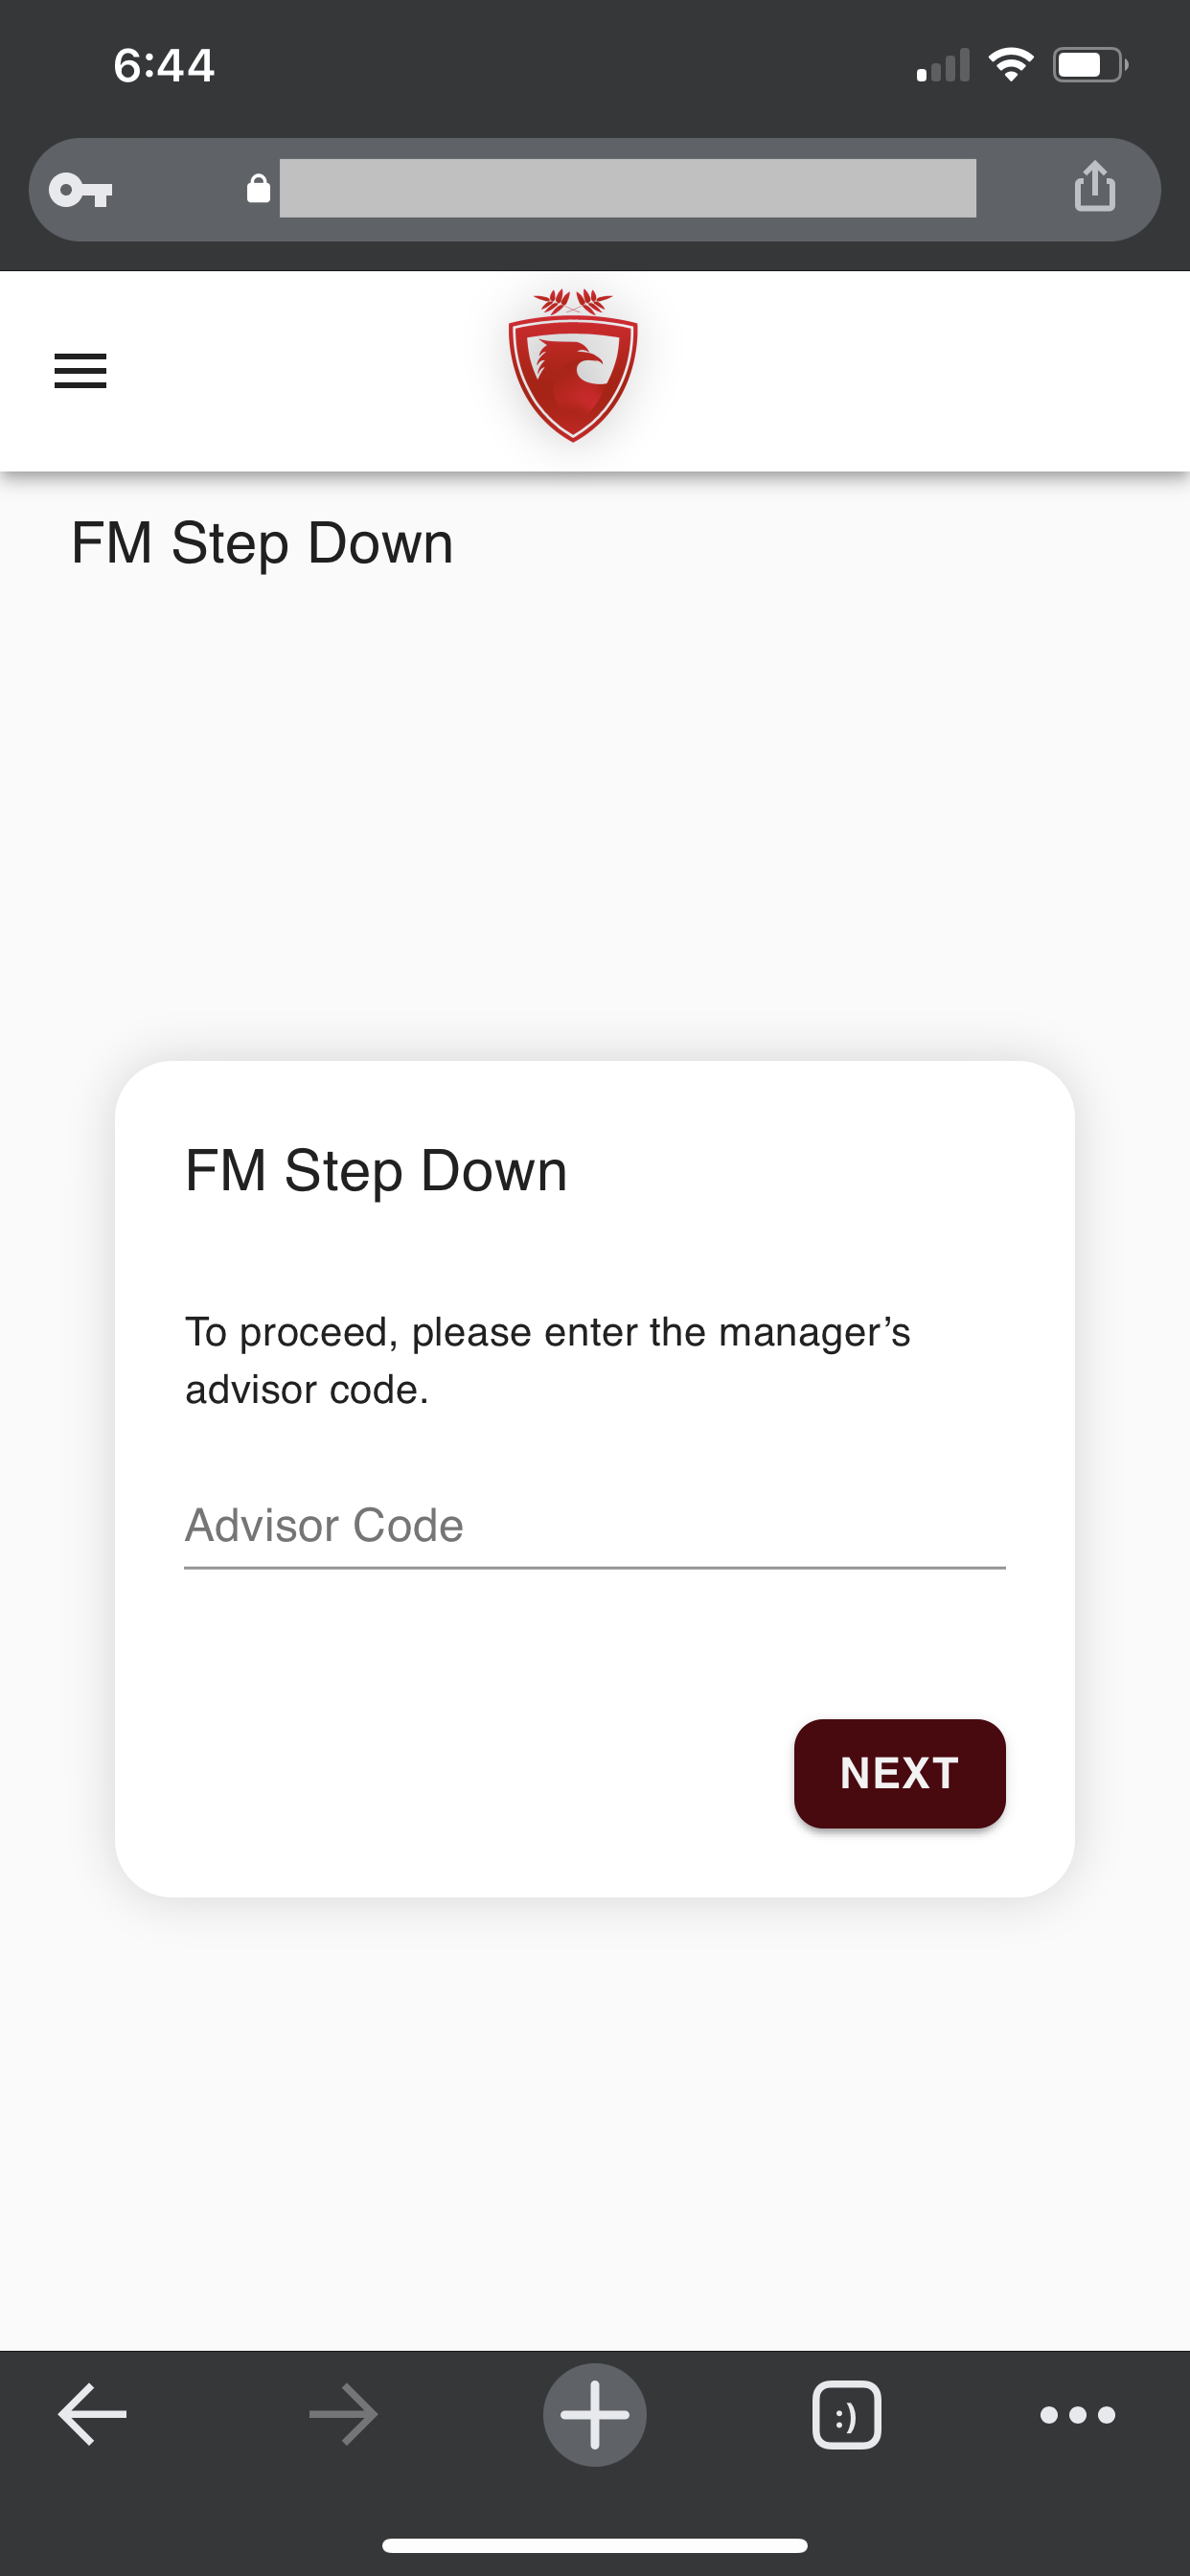 6:44
FM Step Down
FM Step Down
To proceed, please enter the manager’s
advisor code.
Advisor Code
NEXT
:)